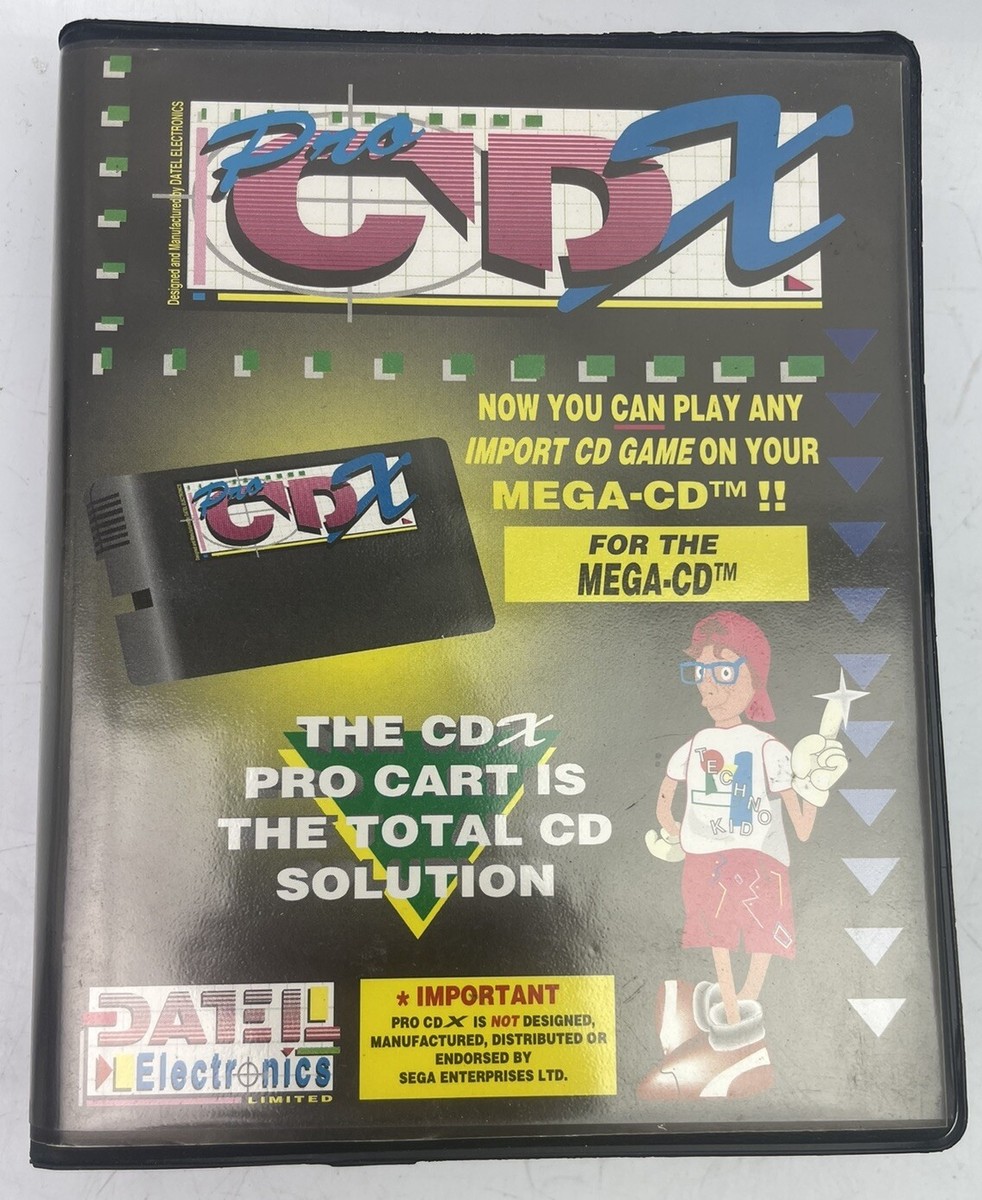 Designed and Manufactured by DATEL ELECTRONICS
Pro
CDX
NOW YOU CAN PLAY ANY
IMPORT CD GAME ON YOUR
MEGA-CD™ !!
Pro
CDX
FOR THE
MEGA-CD™
THE CDX
PRO CART IS
THE TOTAL CD
SOLUTION
TECHNO
KID
DATEL
Electronics
LIMITED
* IMPORTANT
PRO CDX IS NOT DESIGNED,
MANUFACTURED, DISTRIBUTED OR
ENDORSED BY
SEGA ENTERPRISES LTD.